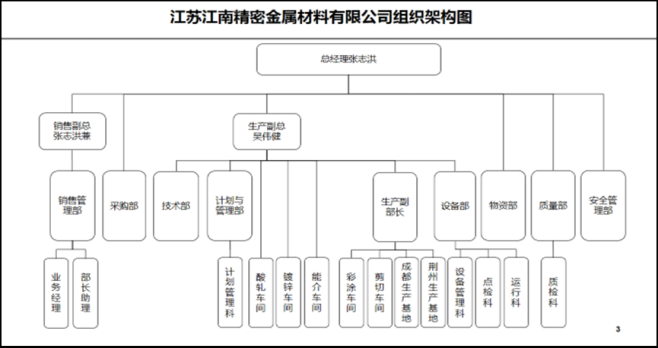 江苏江南精密金属材料有限公司组织架构图
总经理张志洪
销售副总
张志洪兼
生产副总
吴伟健
销售管
理部
采购部
技术部
计划与
管理部
生产副
部长
设备部
物资部
质量部
安全管
理部
业务经理
部长助理
计划管理科
酸轧车间
镀锌车间
能介车间
彩涂车间
剪切车间
成都生产基地
荆州生产基地
设备管理科
点检科
运行科
质检科
3